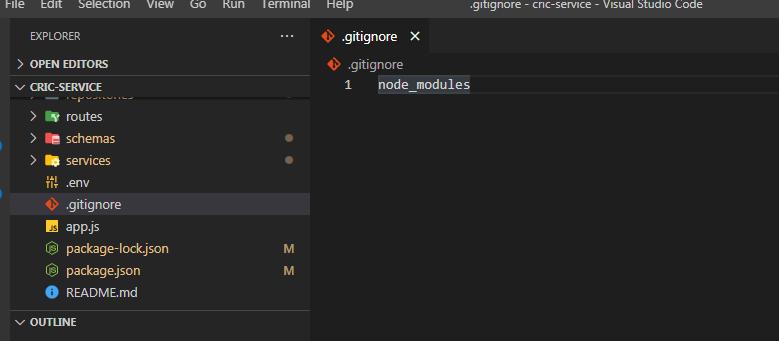 File Edit Selection View Go Run Terminal Help .gitignore - cric-service - Visual Studio Code
EXPLORER
OPEN EDITORS
CRIC-SERVICE
repositories
routes
schemas
services
.env
.gitignore
app.js
package-lock.json M
package.json M
README.md
OUTLINE
.gitignore
.gitignore
1 node_modules